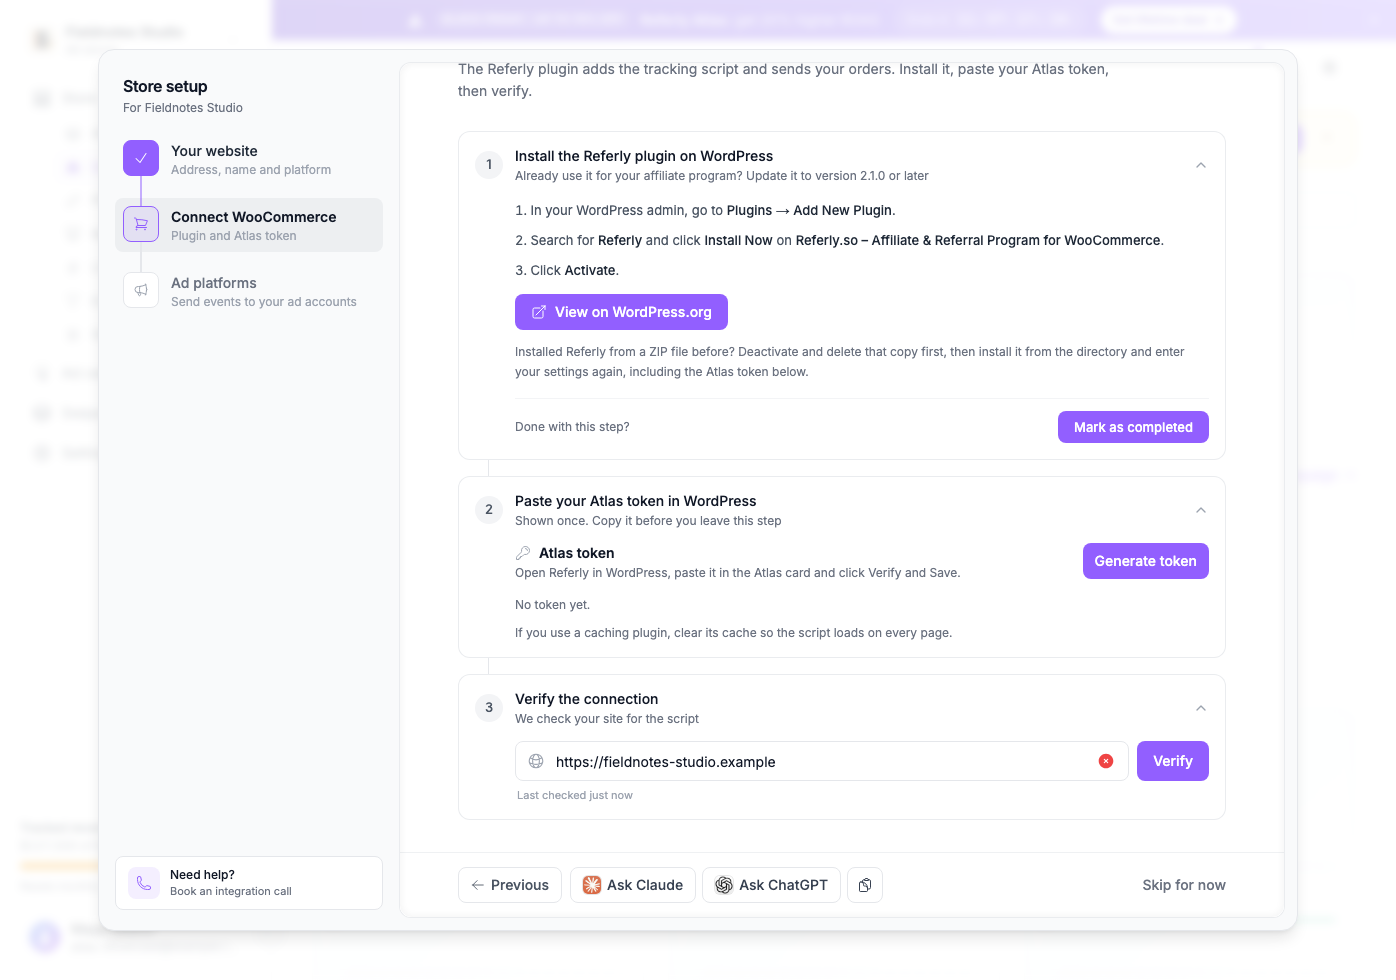 Store setup
For Fieldnotes Studio
Your website
Address, name and platform
Connect WooCommerce
Plugin and Atlas token
Ad platforms
Send events to your ad accounts
Need help?
Book an integration call
The Referly plugin adds the tracking script and sends your orders. Install it, paste your Atlas token,
then verify.
1
Install the Referly plugin on WordPress
Already use it for your affiliate program? Update it to version 2.1.0 or later
1. In your WordPress admin, go to Plugins → Add New Plugin.
2. Search for Referly and click Install Now on Referly.so – Affiliate & Referral Program for WooCommerce.
3. Click Activate.
View on WordPress.org
Installed Referly from a ZIP file before? Deactivate and delete that copy first, then install it from the directory and enter
your settings again, including the Atlas token below.
Done with this step?
Mark as completed
2
Paste your Atlas token in WordPress
Shown once. Copy it before you leave this step
Atlas token
Open Referly in WordPress, paste it in the Atlas card and click Verify and Save.
Generate token
No token yet.
If you use a caching plugin, clear its cache so the script loads on every page.
3
Verify the connection
We check your site for the script
https://fieldnotes-studio.example
Verify
Last checked just now
Previous
Ask Claude
Ask ChatGPT
Skip for now